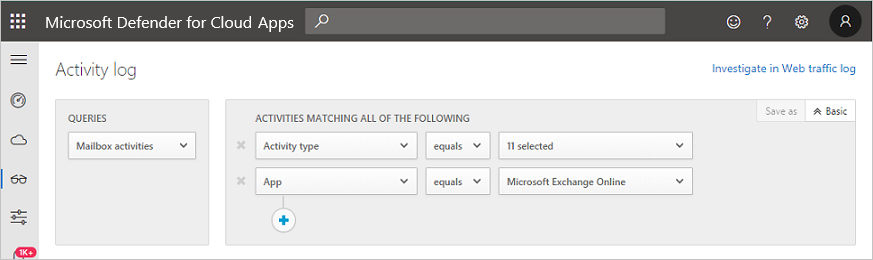 Microsoft Defender for Cloud Apps
?
A
Activity log
Investigate in Web traffic log
QUERIES
Mailbox activities
ACTIVITIES MATCHING ALL OF THE FOLLOWING
Save as
Basic
Activity type equals 11 selected
App equals Microsoft Exchange Online
1K+